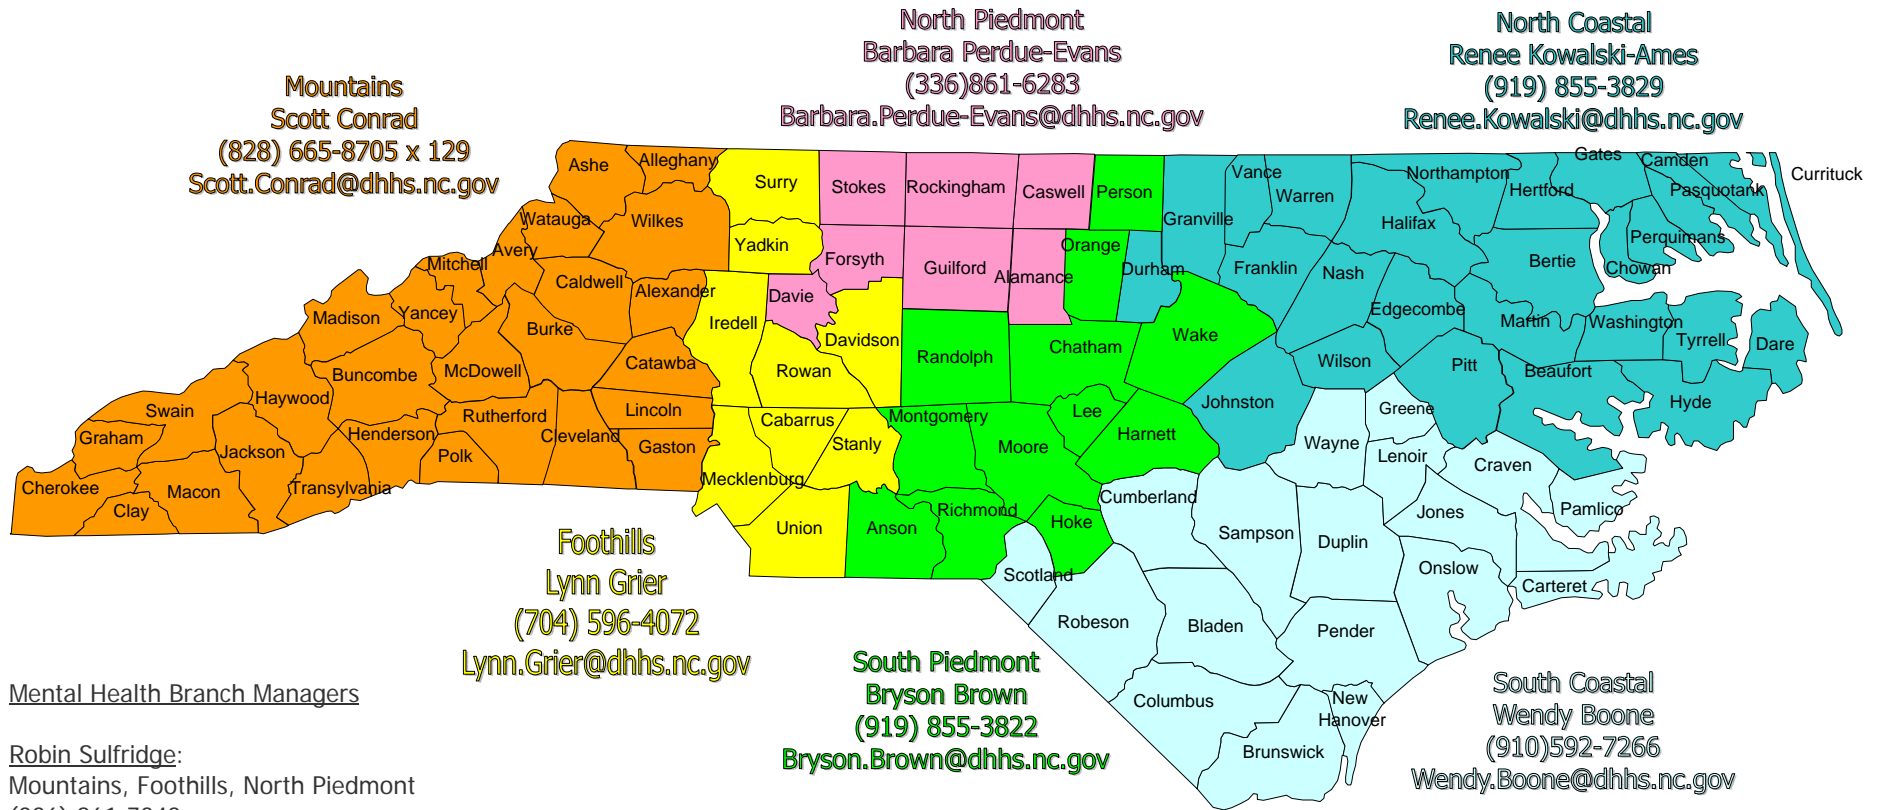 North Piedmont
Barbara Perdue-Evans
(336)861-6283
Barbara.Perdue-Evans@dhhs.nc.gov
North Coastal
Renee Kowalski-Ames
(919) 855-3829
Renee.Kowalski@dhhs.nc.gov
Mountains
Scott Conrad
(828) 665-8705 x 129
Scott.Conrad@dhhs.nc.gov
Ashe
Alleghany
Surry
Stokes
Rockingham
Caswell
Person
Granville
Vance
Warren
Northampton
Hertford
Gates
Camden
Pasquotank
Currituck
Watauga
Wilkes
Yadkin
Forsyth
Guilford
Alamance
Orange
Durham
Franklin
Halifax
Nash
Bertie
Chowan
Perquimans
Avery
Mitchell
Caldwell
Alexander
Iredell
Davie
Davidson
Madison
Yancey
Burke
Catawba
Rowan
Randolph
Chatham
Wake
Edgecombe
Wilson
Martin
Washington
Tyrrell
Dare
Buncombe
McDowell
Haywood
Swain
Graham
Jackson
Henderson
Rutherford
Polk
Cleveland
Lincoln
Gaston
Cabarrus
Stanly
Montgomery
Moore
Lee
Harnett
Johnston
Greene
Pitt
Beaufort
Hyde
Cherokee
Clay
Macon
Transylvania
Mecklenburg
Union
Anson
Richmond
Hoke
Cumberland
Wayne
Lenoir
Craven
Pamlico
Jones
Sampson
Duplin
Onslow
Carteret
Scotland
Robeson
Bladen
Pender
Columbus
Brunswick
New
Hanover
Foothills
Lynn Grier
(704) 596-4072
Lynn.Grier@dhhs.nc.gov
South Piedmont
Bryson Brown
(919) 855-3822
Bryson.Brown@dhhs.nc.gov
South Coastal
Wendy Boone
(910)592-7266
Wendy.Boone@dhhs.nc.gov
Mental Health Branch Managers
Robin Sulfridge:
Mountains, Foothills, North Piedmont